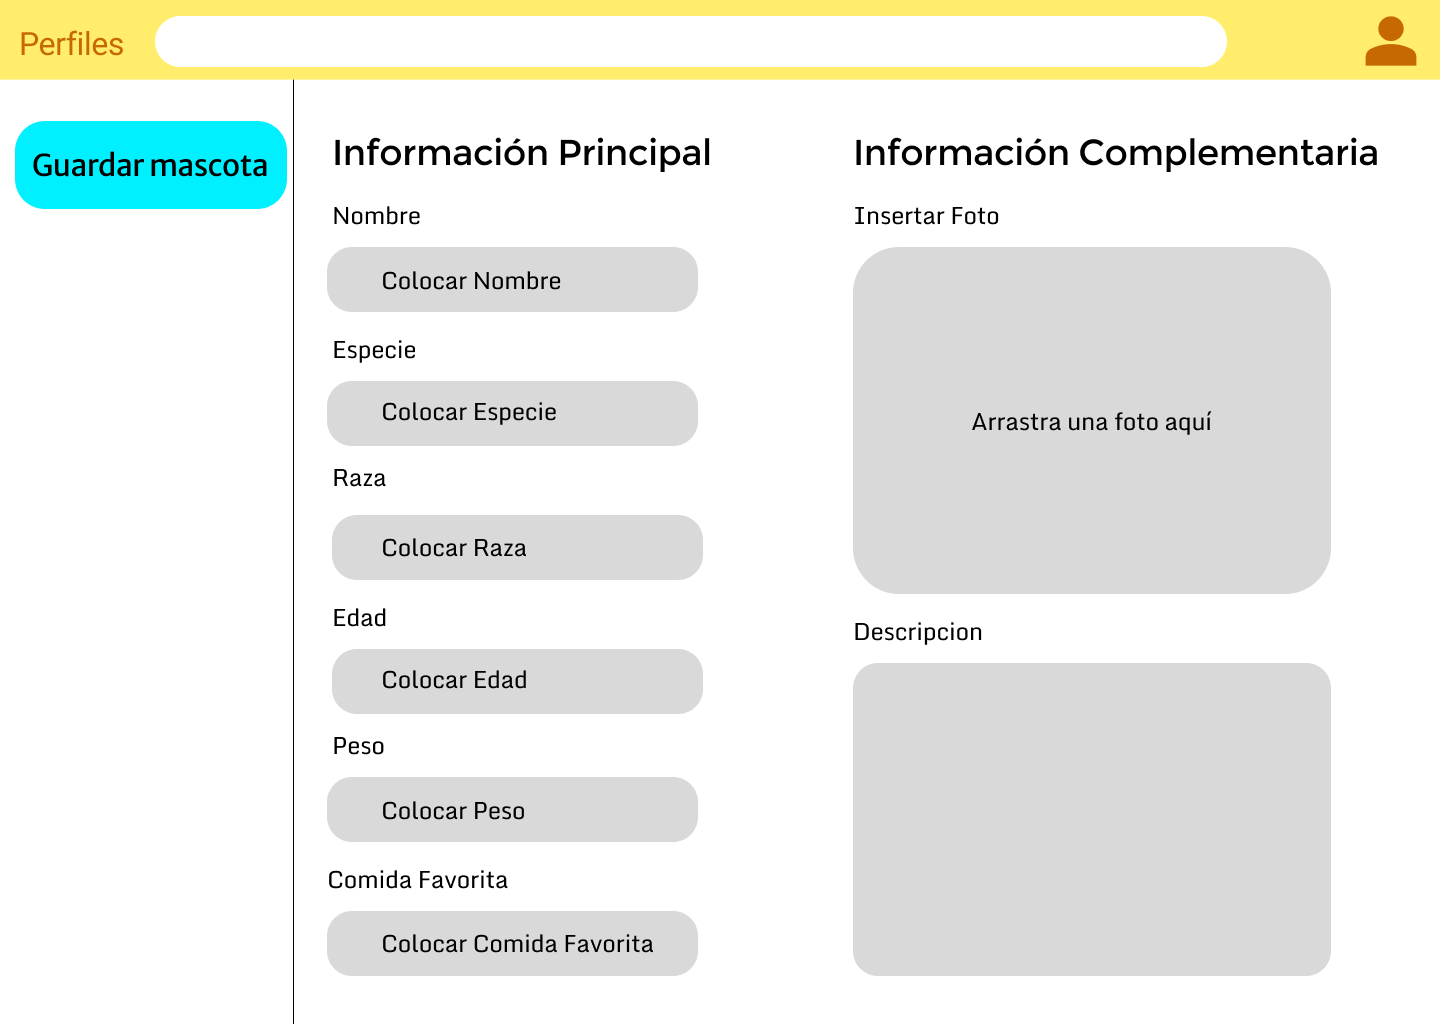 Perfiles
Guardar mascota
Información Principal
Nombre
Colocar Nombre
Especie
Colocar Especie
Raza
Colocar Raza
Edad
Colocar Edad
Peso
Colocar Peso
Comida Favorita
Colocar Comida Favorita
Información Complementaria
Insertar Foto
Arrastra una foto aquí
Descripcion